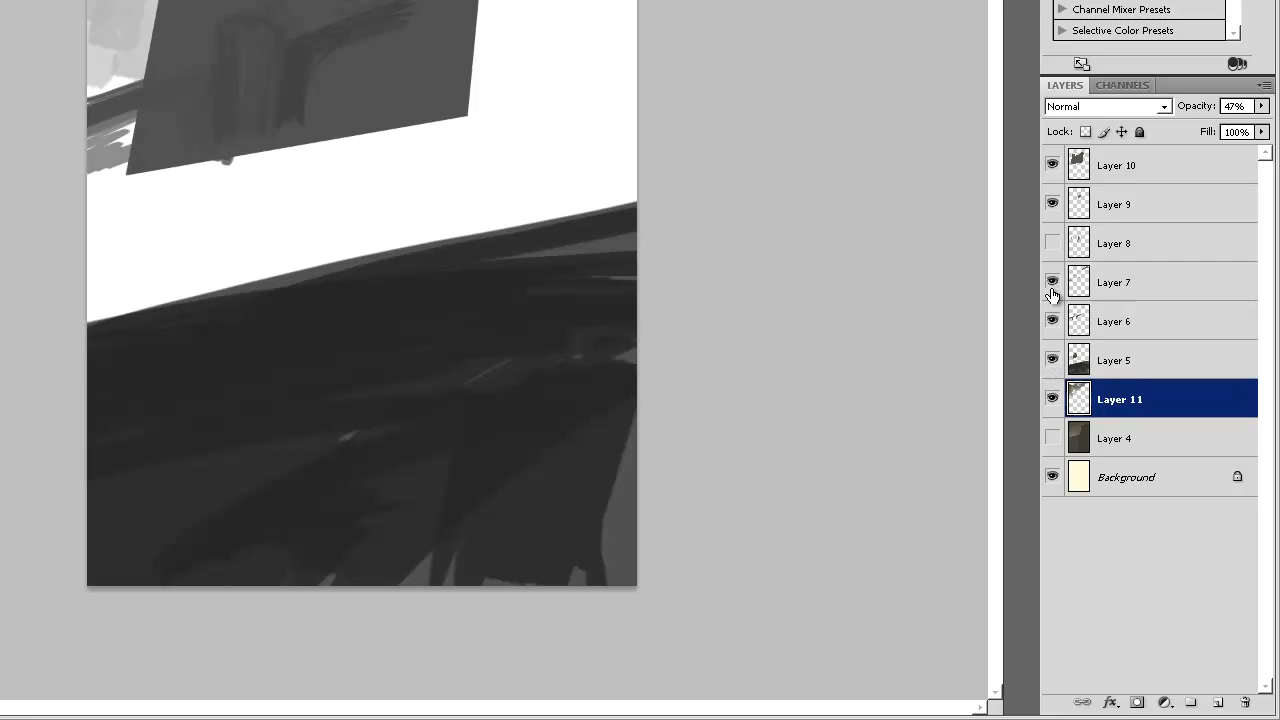 Channel Mixer Presets
Selective Color Presets
LAYERS CHANNELS
Normal Opacity: 47%
Lock: Fill: 100%
Layer 10
Layer 9
Layer 8
Layer 7
Layer 6
Layer 5
Layer 11
Layer 4
Background
fx